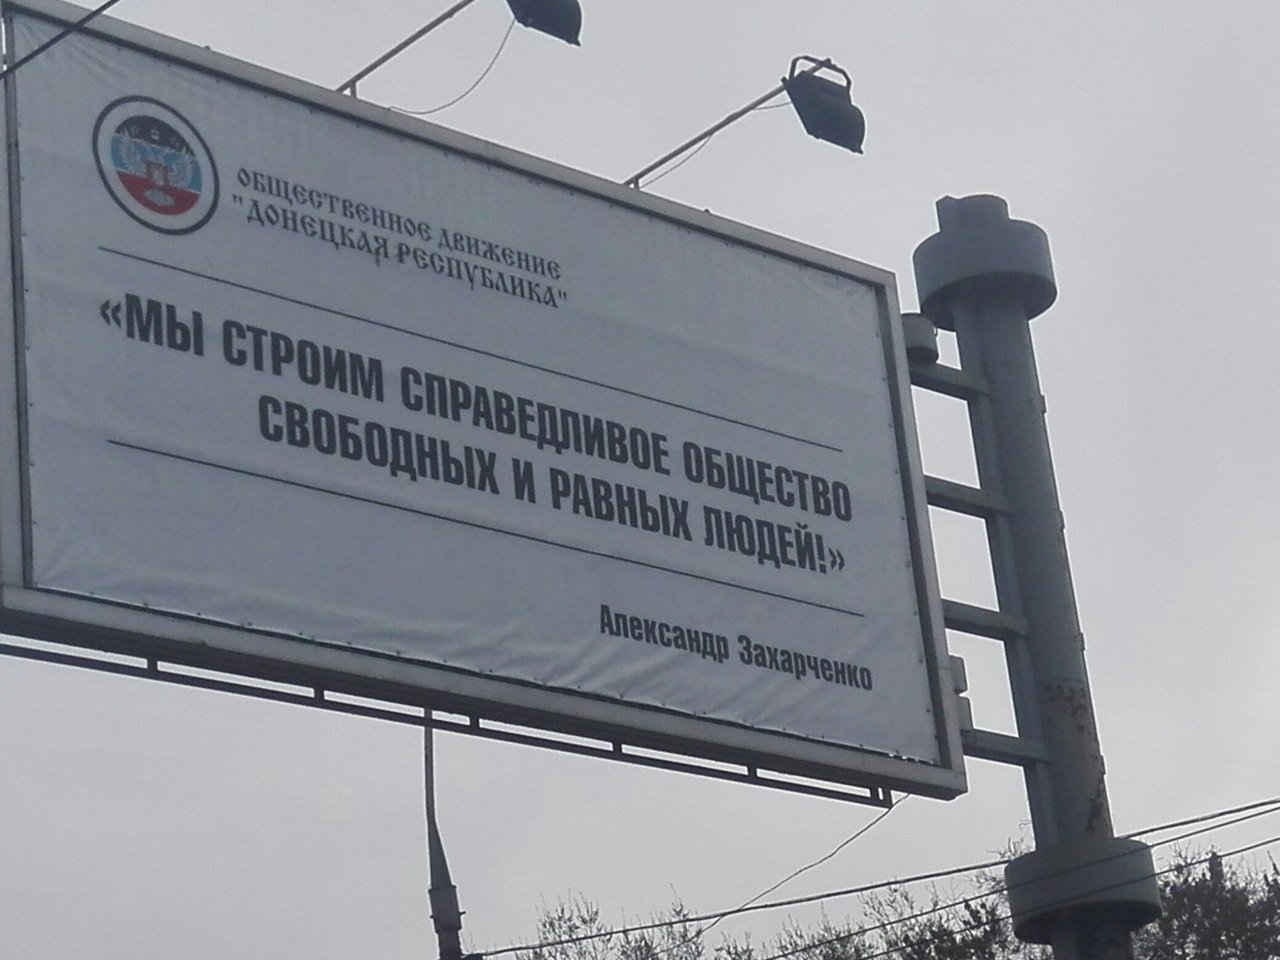 ОБЩЕСТВЕННОЕ ДВИЖЕНИЕ
"ДОНЕЦКАЯ РЕСПУБЛИКА"
«МЫ СТРОИМ СПРАВЕДЛИВОЕ ОБЩЕСТВО
СВОБОДНЫХ И РАВНЫХ ЛЮДЕЙ!»
Александр Захарченко